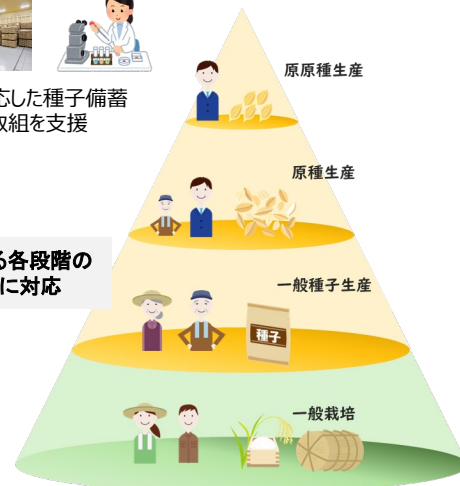 応した種子備蓄
取組を支援
原原種生産
原種生産
る各段階の
に対応
一般種子生産
種子
一般栽培